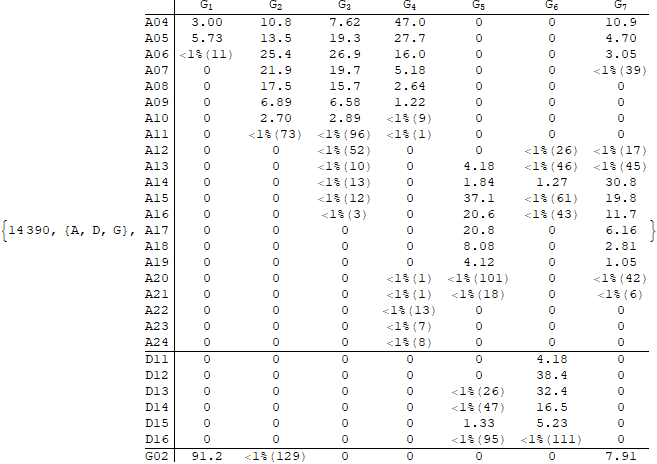 G1 G2 G3 G4 G5 G6 G7
A04 3.00 10.8 7.62 47.0 0 0 10.9
A05 5.73 13.5 19.3 27.7 0 0 4.70
A06 <1%(11) 25.4 26.9 16.0 0 0 3.05
A07 0 21.9 19.7 5.18 0 0 <1%(39)
A08 0 17.5 15.7 2.64 0 0 0
A09 0 6.89 6.58 1.22 0 0 0
A10 0 2.70 2.89 <1%(9) 0 0 0
A11 0 <1%(73) <1%(96) <1%(1) 0 0 0
A12 0 0 <1%(52) 0 0 <1%(26) <1%(17)
A13 0 0 <1%(10) 0 4.18 <1%(46) <1%(45)
A14 0 0 <1%(13) 0 1.84 1.27 30.8
A15 0 0 <1%(12) 0 37.1 <1%(61) 19.8
A16 0 0 <1%(3) 0 20.6 <1%(43) 11.7
{14390, {A, D, G}, A17 0 0 0 0 20.8 0 6.16 }
A18 0 0 0 0 8.08 0 2.81
A19 0 0 0 0 4.12 0 1.05
A20 0 0 0 <1%(1) <1%(101) 0 <1%(42)
A21 0 0 0 <1%(1) <1%(18) 0 <1%(6)
A22 0 0 0 <1%(13) 0 0 0
A23 0 0 0 <1%(7) 0 0 0
A24 0 0 0 <1%(8) 0 0 0
D11 0 0 0 0 0 4.18 0
D12 0 0 0 0 0 38.4 0
D13 0 0 0 0 <1%(26) 32.4 0
D14 0 0 0 0 <1%(47) 16.5 0
D15 0 0 0 0 1.33 5.23 0
D16 0 0 0 0 <1%(95) <1%(111) 0
G02 91.2 <1%(129) 0 0 0 0 7.91